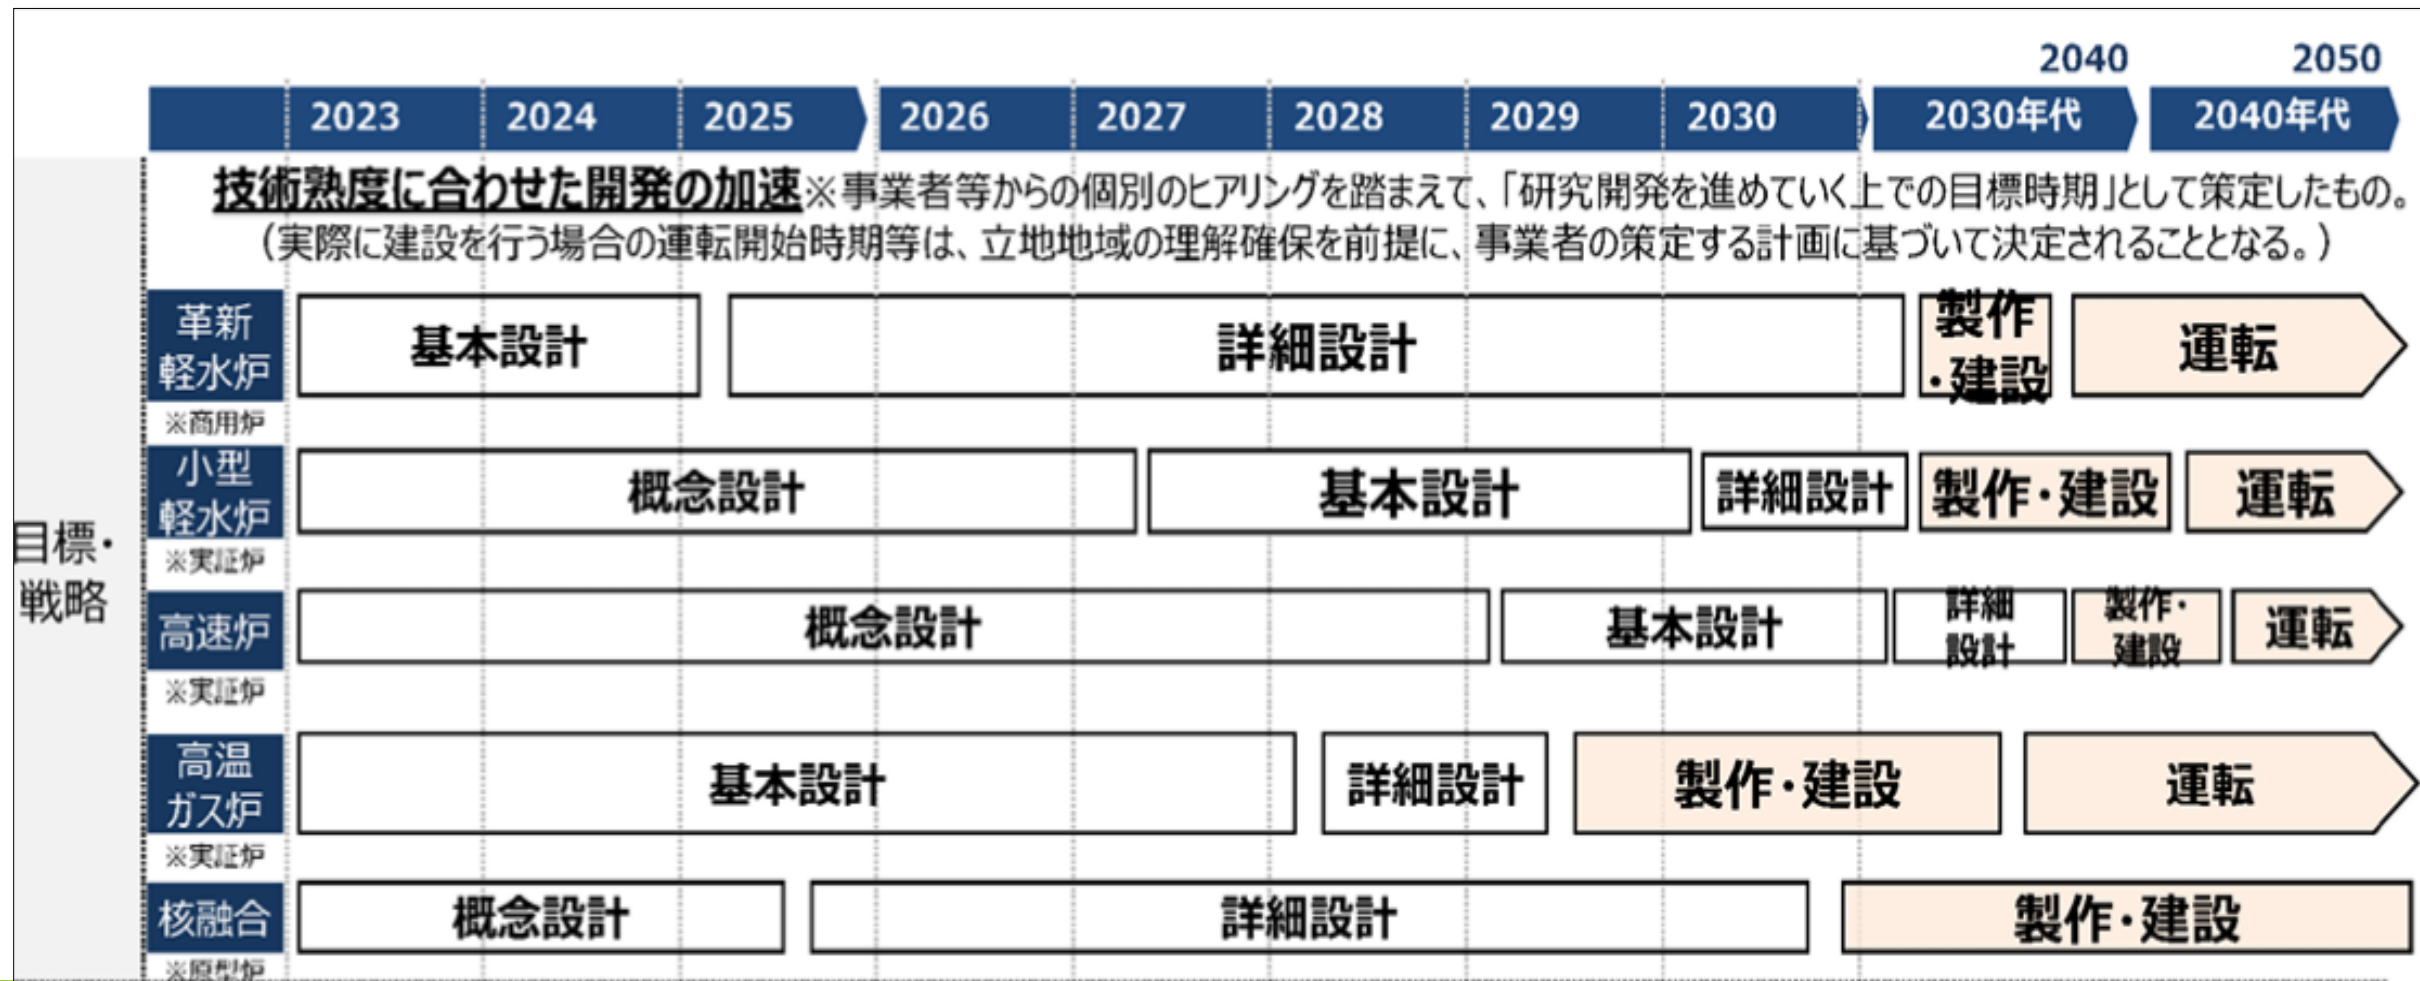 2040 2050
2023 2024 2025 2026 2027 2028 2029 2030 2030年代 2040年代
技術熟度に合わせた開発の加速※事業者等からの個別のヒアリングを踏まえて、「研究開発を進めていく上での目標時期」として策定したもの。
（実際に建設を行う場合の運転開始時期等は、立地地域の理解確保を前提に、事業者の策定する計画に基づいて決定されることとなる。）
目標・
戦略
革新
軽水炉
※商用炉
基本設計
詳細設計
製作
・建設
運転
小型
軽水炉
※実証炉
概念設計
基本設計
詳細設計
製作・建設
運転
高速炉
※実証炉
概念設計
基本設計
詳細
設計
製作・
建設
運転
高温
ガス炉
※実証炉
基本設計
詳細設計
製作・建設
運転
核融合
※原型炉
概念設計
詳細設計
製作・建設